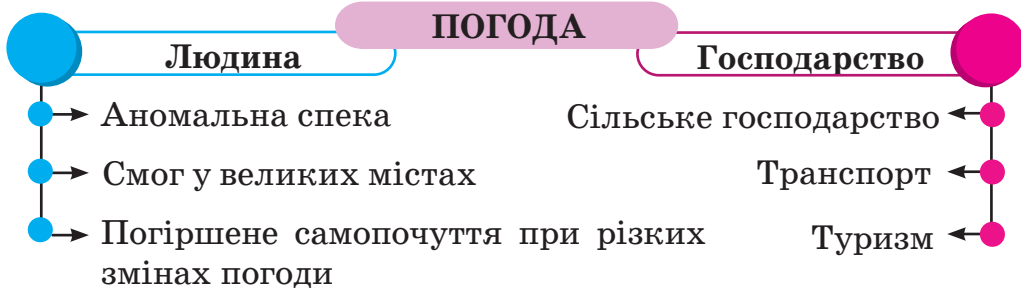 ПОГОДА
Людина
Господарство
Аномальна спека
Сільське господарство
Смог у великих містах
Транспорт
Погіршене самопочуття при різких
змінах погоди
Туризм